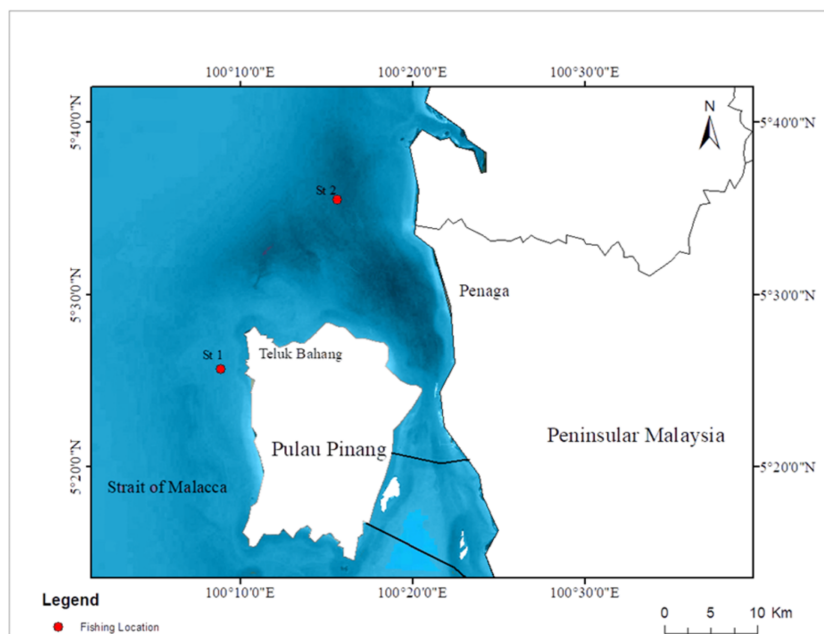 100°10'0"E 100°20'0"E 100°30'0"E
5°40'0"N
N
5°40'0"N
St 2
5°30'0"N
Penaga
5°30'0"N
St 1
Teluk Bahang
Pulau Pinang
Peninsular Malaysia
5°20'0"N
Strait of Malacca
5°20'0"N
100°10'0"E 100°20'0"E 100°30'0"E
Legend
Fishing Location
0 5 10 Km